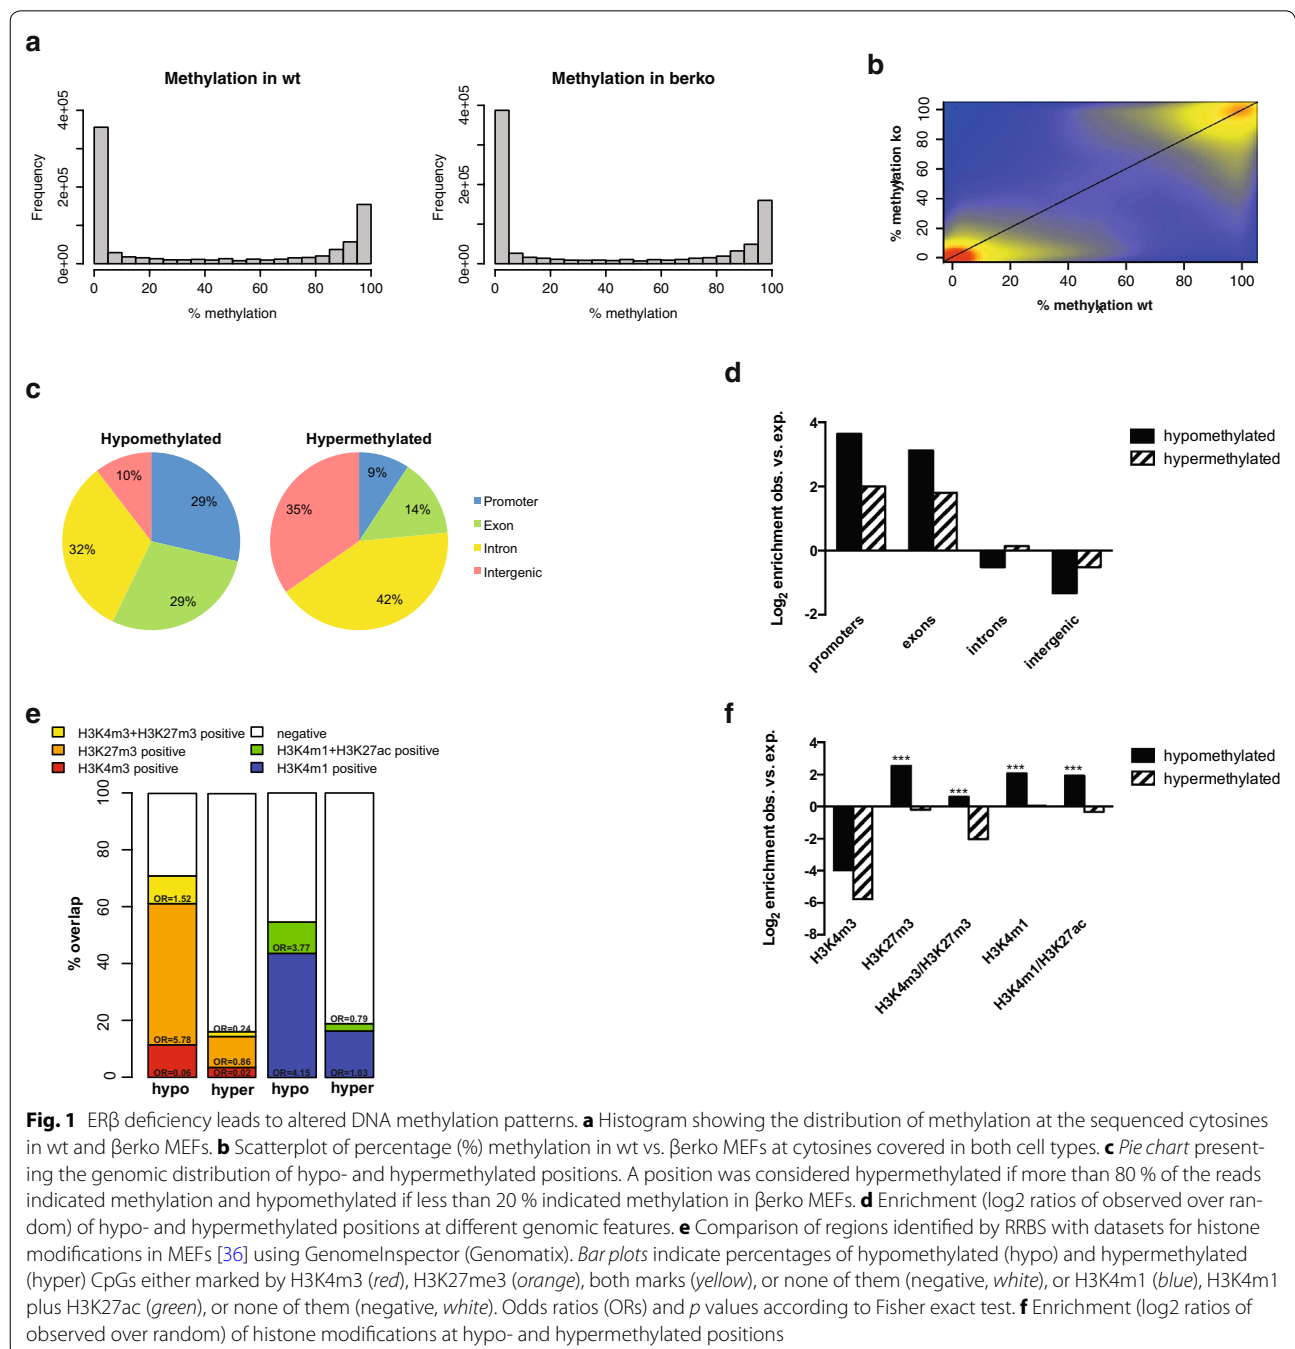 a
Methylation in wt
Frequency
0e+00 2e+05 4e+05
0 20 40 60 80 100
% methylation
Methylation in berko
Frequency
0e+00 2e+05 4e+05
0 20 40 60 80 100
% methylation
b
% methylation ko
0 20 40 60 80 100
0 20 40 60 80 100
% methylation wt
x
c
Hypomethylated
29%
29%
32%
10%
Hypermethylated
9%
14%
42%
35%
Promoter
Exon
Intron
Intergenic
d
Log2 enrichment obs. vs. exp.
4
2
0
-2
promoters
exons
introns
intergenic
hypomethylated
hypermethylated
e
H3K4m3+H3K27m3 positive
H3K27m3 positive
H3K4m3 positive
negative
H3K4m1+H3K27ac positive
H3K4m1 positive
% overlap
0 20 40 60 80 100
OR=1.52
OR=5.78
OR=0.06
OR=0.24
OR=0.86
OR=0.02
OR=3.77
OR=4.15
OR=0.79
OR=1.03
hypo hyper hypo hyper
f
Log2 enrichment obs. vs. exp.
4
2
0
-2
-4
-6
-8
*** *** *** ***
H3K4m3
H3K27m3
H3K4m3/H3K27m3
H3K4m1
H3K4m1/H3K27ac
hypomethylated
hypermethylated
Fig. 1 ERβ deficiency leads to altered DNA methylation patterns. a Histogram showing the distribution of methylation at the sequenced cytosines
in wt and βerko MEFs. b Scatterplot of percentage (%) methylation in wt vs. βerko MEFs at cytosines covered in both cell types. c Pie chart present-
ing the genomic distribution of hypo- and hypermethylated positions. A position was considered hypermethylated if more than 80 % of the reads
indicated methylation and hypomethylated if less than 20 % indicated methylation in βerko MEFs. d Enrichment (log2 ratios of observed over ran-
dom) of hypo- and hypermethylated positions at different genomic features. e Comparison of regions identified by RRBS with datasets for histone
modifications in MEFs [36] using GenomeInspector (Genomatix). Bar plots indicate percentages of hypomethylated (hypo) and hypermethylated
(hyper) CpGs either marked by H3K4m3 (red), H3K27me3 (orange), both marks (yellow), or none of them (negative, white), or H3K4m1 (blue), H3K4m1
plus H3K27ac (green), or none of them (negative, white). Odds ratios (ORs) and p values according to Fisher exact test. f Enrichment (log2 ratios of
observed over random) of histone modifications at hypo- and hypermethylated positions